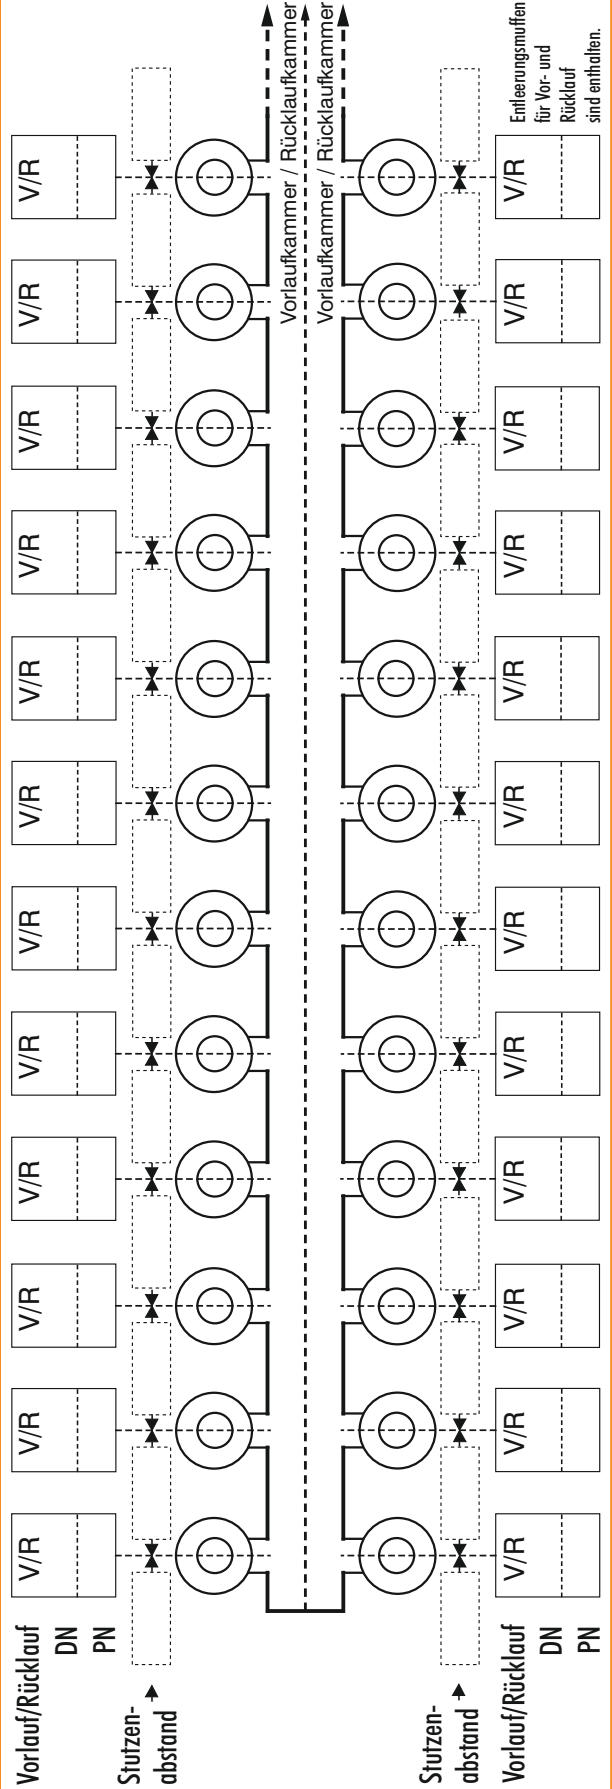 Vorlauf/Rücklauf V/R V/R V/R V/R V/R V/R V/R V/R V/R V/R V/R V/R
DN
PN
Stutzen-
abstand
Vorlaufkammer / Rücklaufkammer
Vorlaufkammer / Rücklaufkammer
Stutzen-
abstand
Vorlauf/Rücklauf V/R V/R V/R V/R V/R V/R V/R V/R V/R V/R V/R V/R
DN
PN
Entleerungsmuffen
für Vor- und
Rücklauf
sind enthalten.